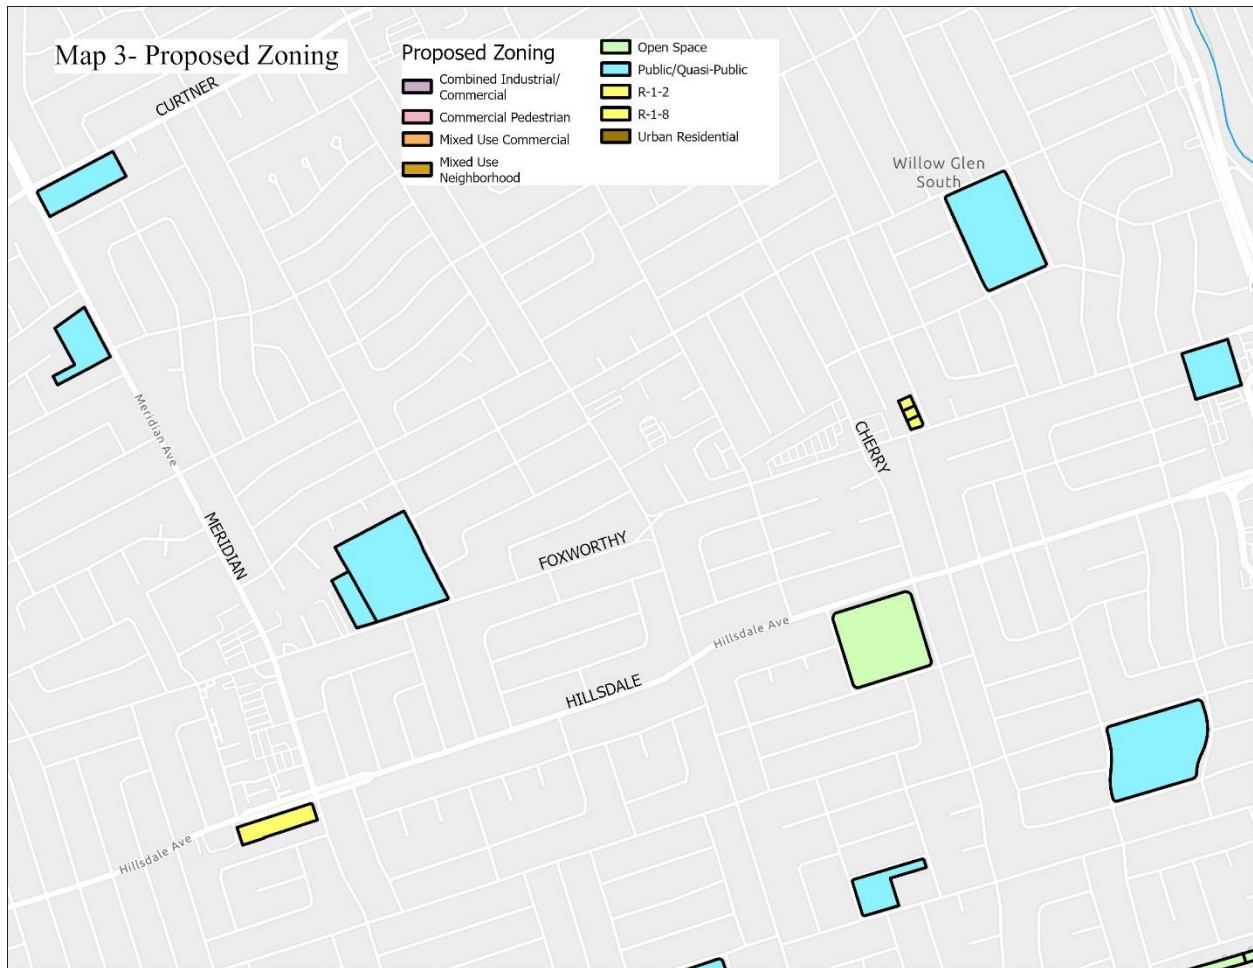 Map 3- Proposed Zoning
Proposed Zoning
Combined Industrial/
Commercial
Commercial Pedestrian
Mixed Use Commercial
Mixed Use
Neighborhood
Open Space
Public/Quasi-Public
R-1-2
R-1-8
Urban Residential
CURTNER
Willow Glen
South
Meridian Ave
MERIDIAN
CHERRY
FOXWORTHY
Hillsdale Ave
HILLSDALE
Hillsdale Ave